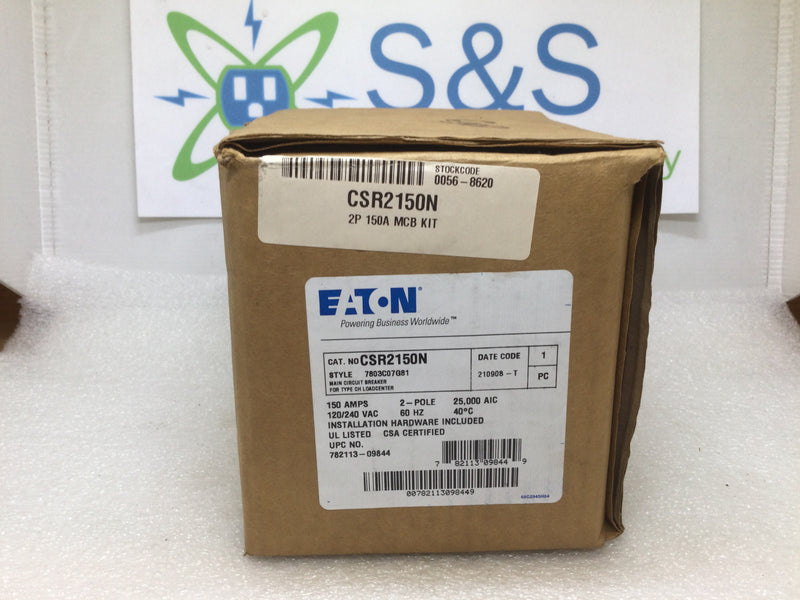 S&S
STOCKCODE
0056-8620
CSR2150N
2P 150A MCB KIT
EATON
Powering Business Worldwide™
CAT. NO CSR2150N
STYLE 7803C07G81
MAIN CIRCUIT BREAKER
FOR TYPE CH LOADCENTER
DATE CODE 1
210908-T PC
150 AMPS 2-POLE 25,000 AIC
120/240 VAC 60 HZ 40°C
INSTALLATION HARDWARE INCLUDED
UL LISTED CSA CERTIFIED
UPC NO.
782113-09844
7 82113 09844 9
00782113098449